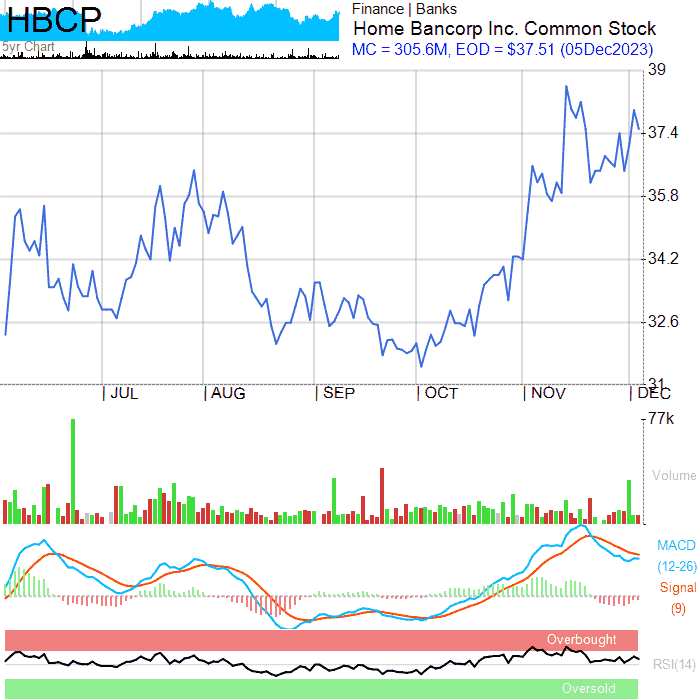 HBCP
5yr Chart
Finance | Banks
Home Bancorp Inc. Common Stock
MC = 305.6M, EOD = $37.51 (05Dec2023)
39
37.4
35.8
34.2
32.6
31
| JUL | AUG | SEP | OCT | NOV | DEC
77k
Volume
MACD
(12-26)
Signal
(9)
Overbought
RSI(14)
Oversold